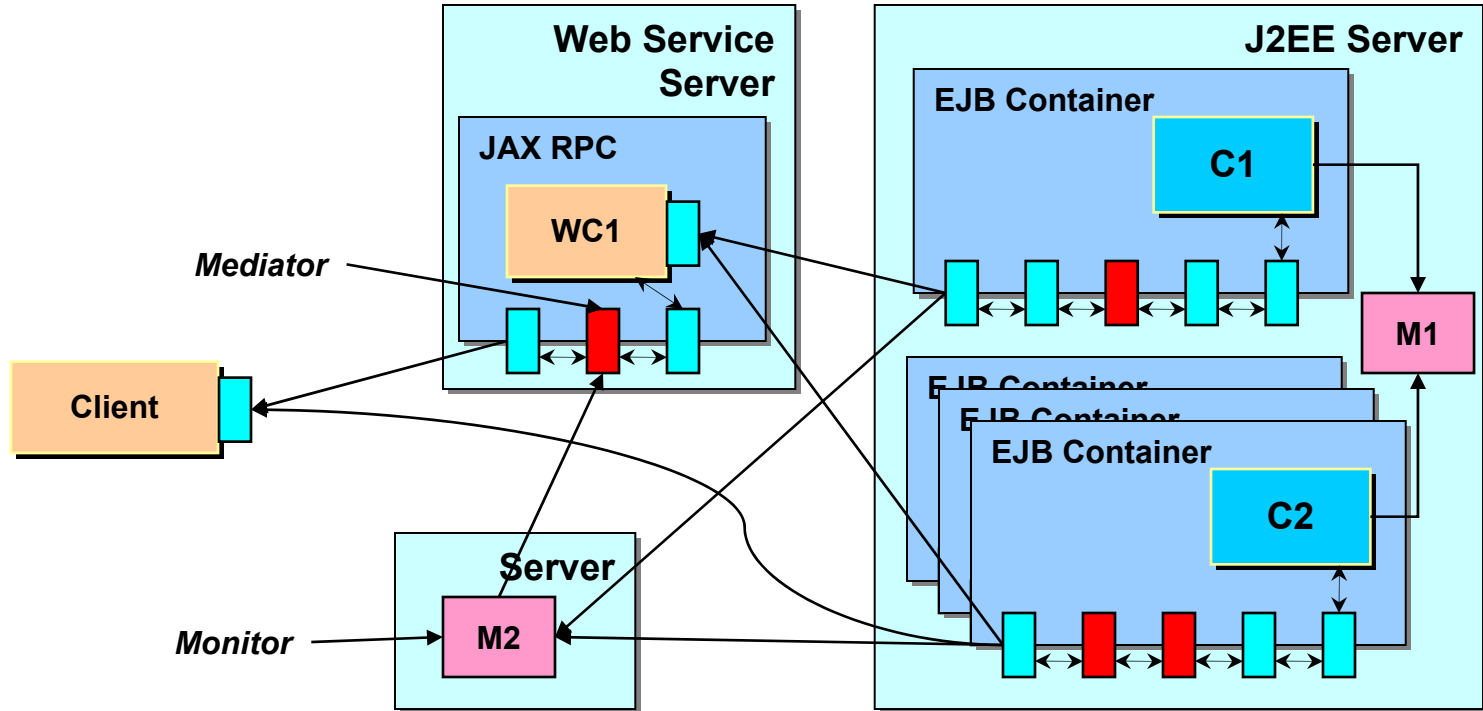 Web Service
Server
J2EE Server
JAX RPC
EJB Container
WC1
C1
Mediator
M1
Client
EJB Container
EJB Container
EJB Container
C2
Server
Monitor
M2